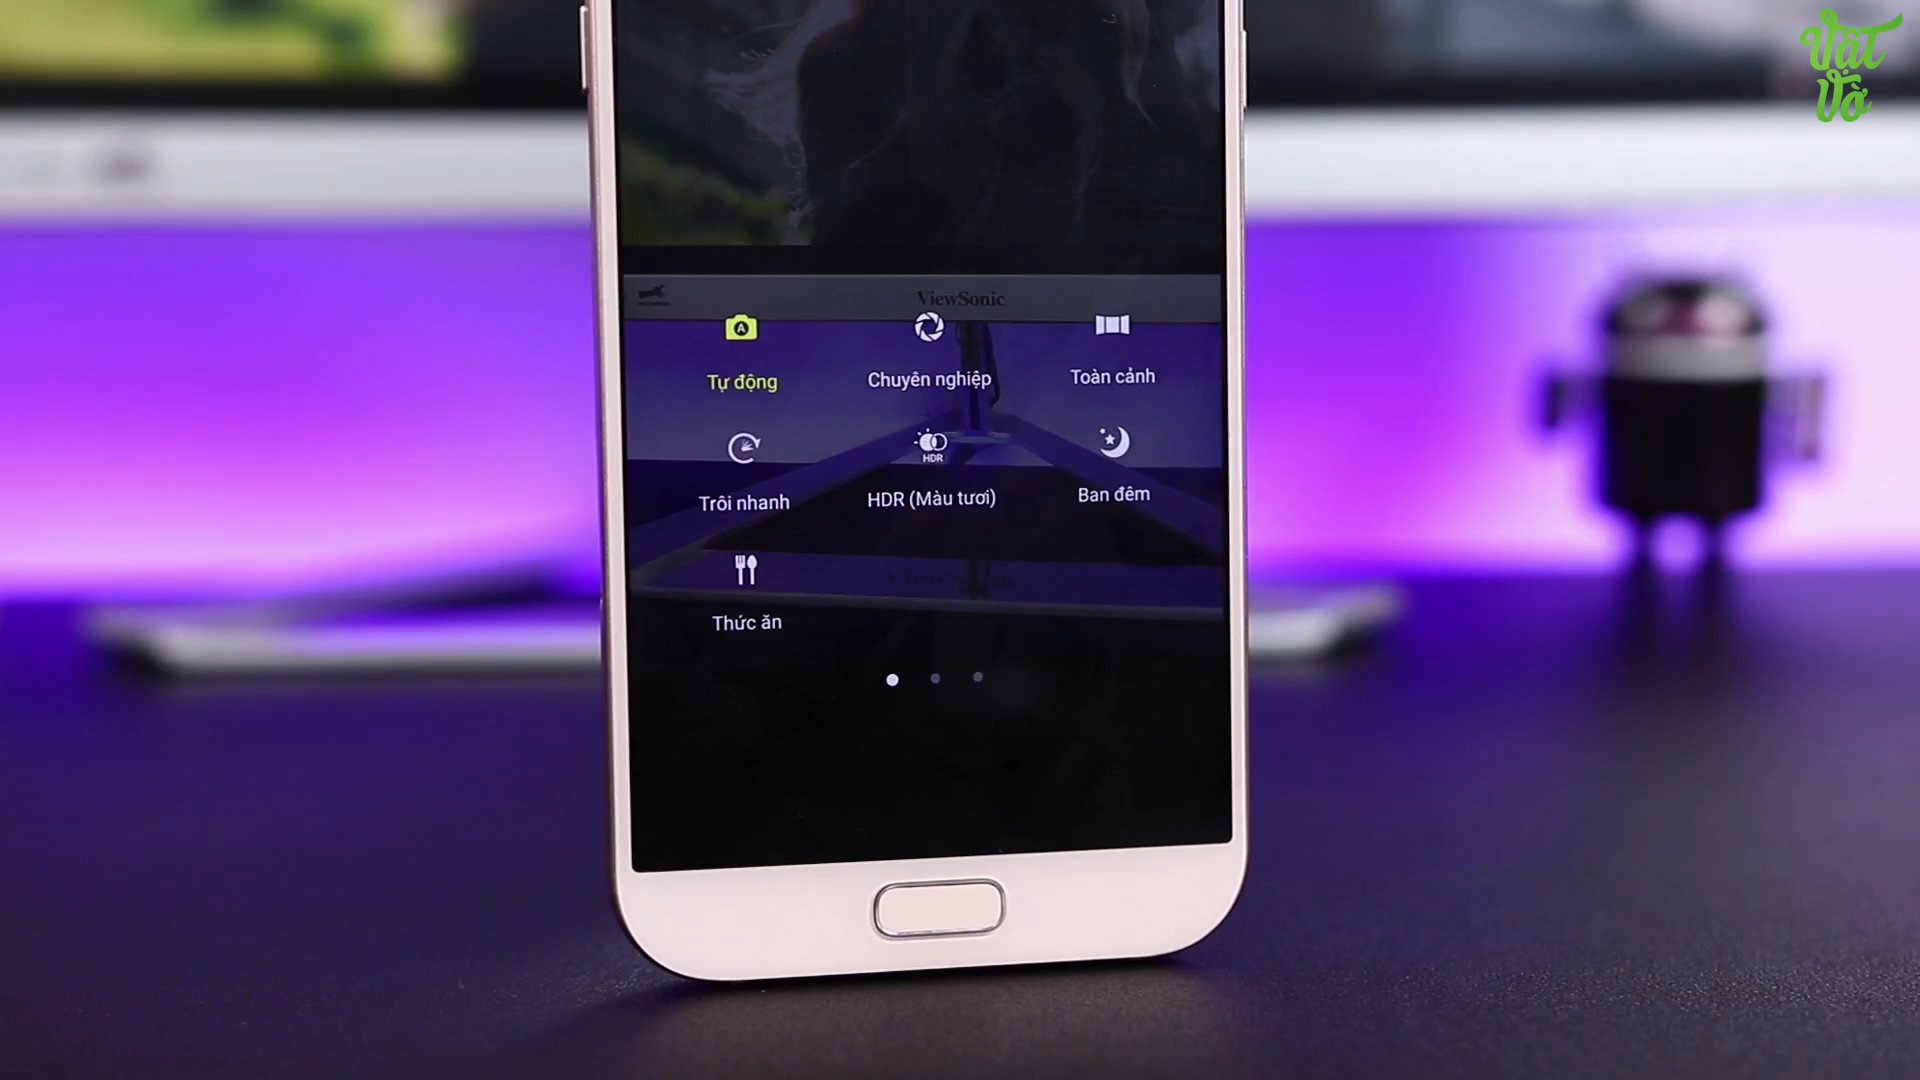 Vật
Vờ
ViewSonic
A
Tự động
Chuyên nghiệp
Toàn cảnh
HDR
Trôi nhanh
HDR (Màu tươi)
Ban đêm
Thức ăn